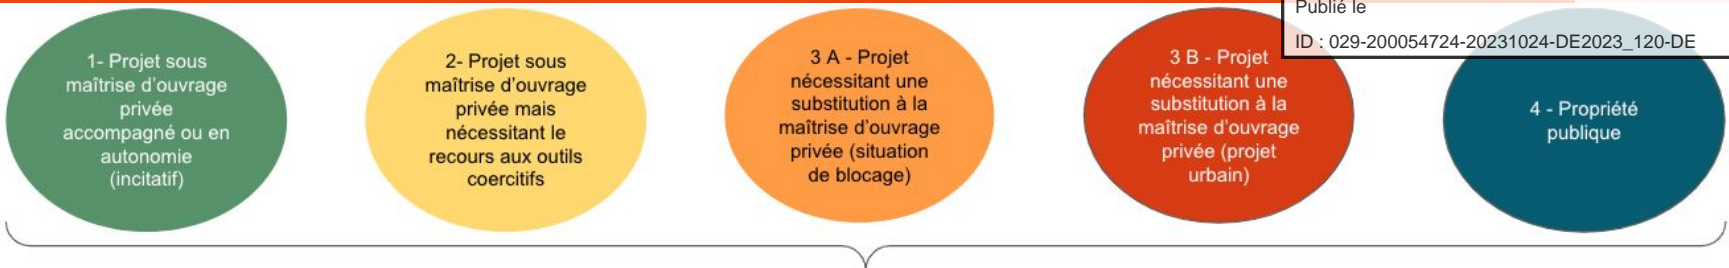 Publié le
ID : 029-200054724-20231024-DE2023_120-DE
1- Projet sous
maîtrise d'ouvrage
privée
accompagné ou en
autonomie
(incitatif)
2- Projet sous
maîtrise d'ouvrage
privée mais
nécessitant le
recours aux outils
coercitifs
3 A - Projet
nécessitant une
substitution à la
maîtrise d'ouvrage
privée (situation
de blocage)
3 B - Projet
nécessitant une
substitution à la
maîtrise d'ouvrage
privée (projet
urbain)
4 - Propriété
publique